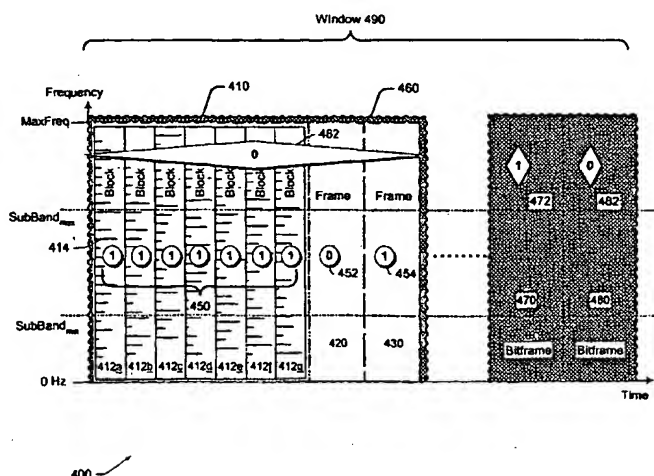 Window 490
410
460
Frequency
MaxFreq
482
0
Block Block Block Block Block Block Block
Frame
Frame
1
0
472
482
SubBand
414
1 1 1 1 1 1 1 0 1
450
452
454
470
480
SubBand
420
430
Bitframe
Bitframe
412a 412b 412c 412d 412e 412f 412g
0 Hz
Time
400